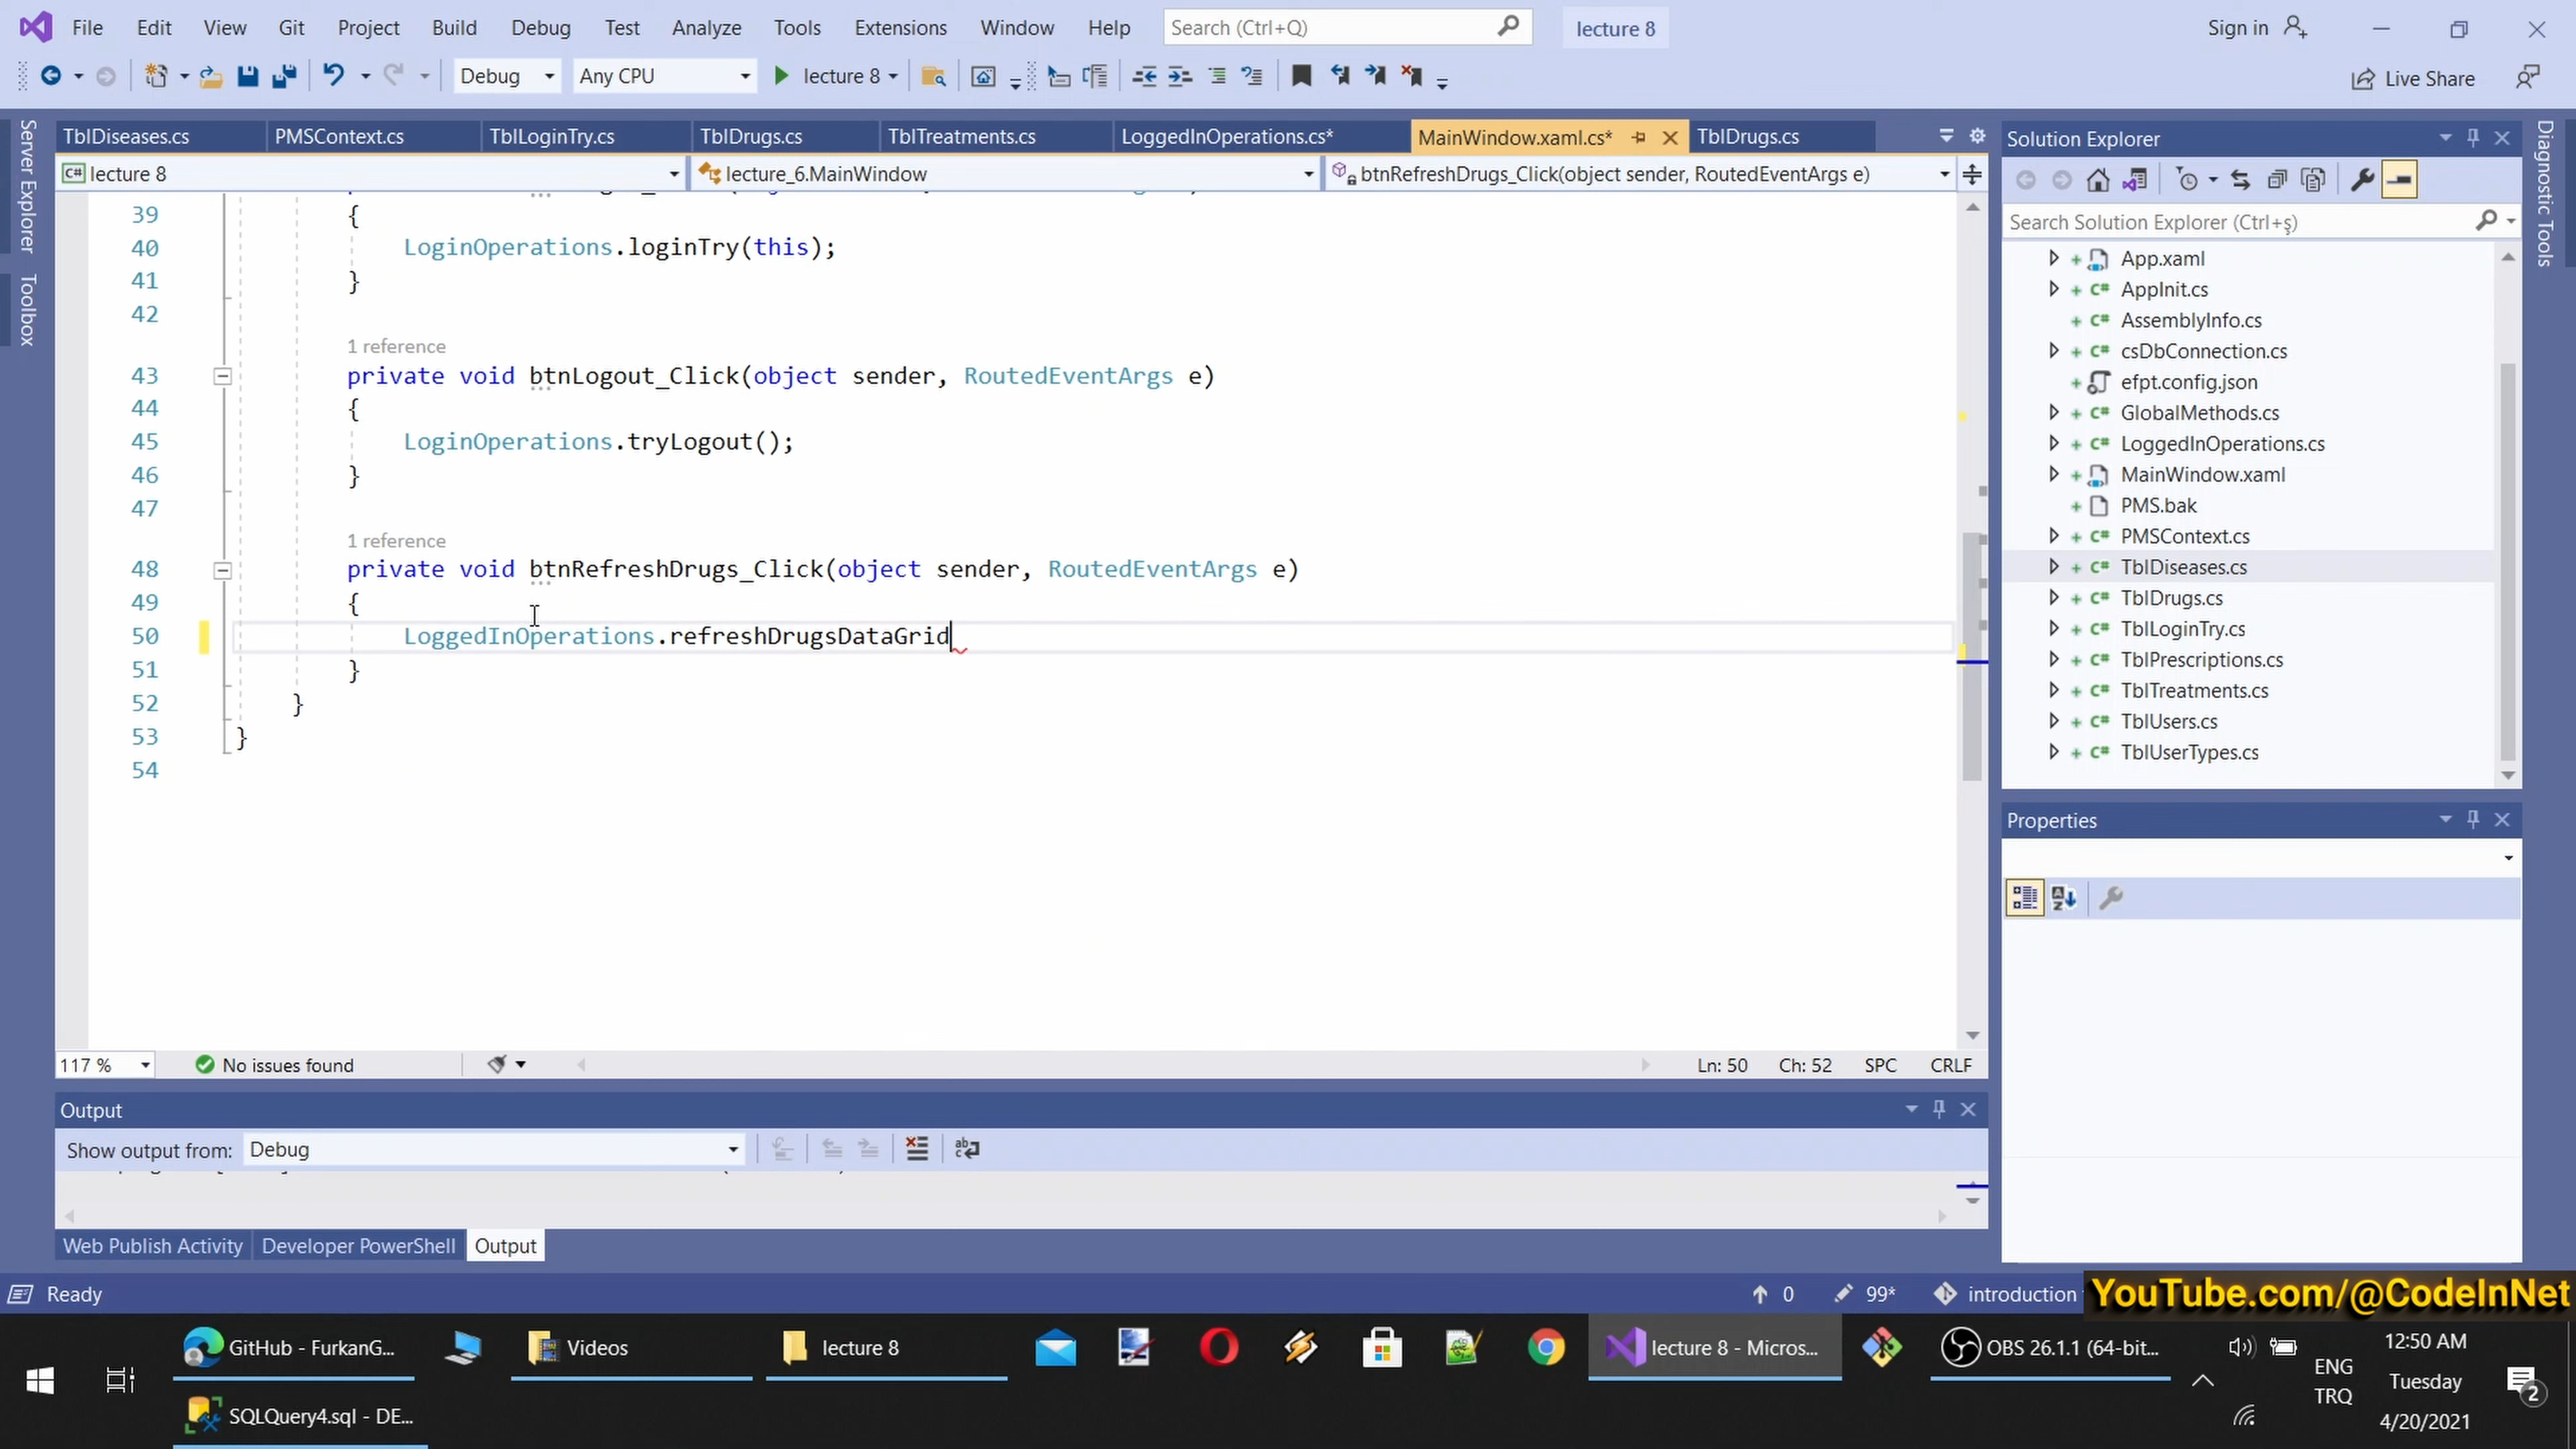 File Edit View Git Project Build Debug Test Analyze Tools Extensions Window Help Search (Ctrl+Q) lecture 8 Sign in
Debug Any CPU lecture 8 Live Share
Server Explorer
Toolbox
TblDiseases.cs PMSContext.cs TblLoginTry.cs TblDrugs.cs TblTreatments.cs LoggedInOperations.cs* MainWindow.xaml.cs* TblDrugs.cs
C# lecture 8 lecture_6.MainWindow btnRefreshDrugs_Click(object sender, RoutedEventArgs e)
39 {
40 LoginOperations.loginTry(this);
41 }
42
1 reference
43 private void btnLogout_Click(object sender, RoutedEventArgs e)
44 {
45 LoginOperations.tryLogout();
46 }
47
1 reference
48 private void btnRefreshDrugs_Click(object sender, RoutedEventArgs e)
49 {
50 LoggedInOperations.refreshDrugsDataGrid
51 }
52 }
53 }
54
117 % No issues found Ln: 50 Ch: 52 SPC CRLF
Output
Show output from: Debug
Web Publish Activity Developer PowerShell Output
Solution Explorer
Search Solution Explorer (Ctrl+ş)
App.xaml
C# AppInit.cs
C# AssemblyInfo.cs
C# csDbConnection.cs
efpt.config.json
C# GlobalMethods.cs
C# LoggedInOperations.cs
MainWindow.xaml
PMS.bak
C# PMSContext.cs
C# TblDiseases.cs
C# TblDrugs.cs
C# TblLoginTry.cs
C# TblPrescriptions.cs
C# TblTreatments.cs
C# TblUsers.cs
C# TblUserTypes.cs
Properties
Diagnostic Tools
Ready 0 99* introduction
YouTube.com/@CodeInNet
GitHub - FurkanG... Videos lecture 8 lecture 8 - Micros... OBS 26.1.1 (64-bit...
SQLQuery4.sql - DE...
ENG
TRQ
12:50 AM
Tuesday
4/20/2021
2